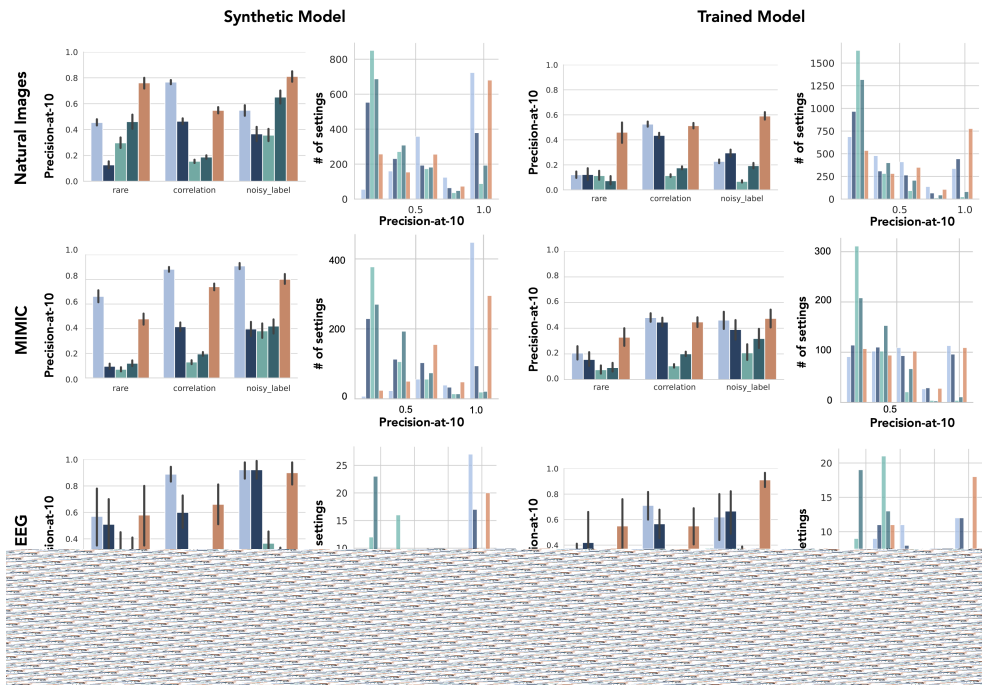 Synthetic Model
Trained Model
Natural Images
Precision-at-10
1.0
0.8
0.6
0.4
0.2
0.0
rare
correlation
noisy_label
# of settings
800
600
400
200
0
0.5
1.0
Precision-at-10
Precision-at-10
1.0
0.8
0.6
0.4
0.2
0.0
rare
correlation
noisy_label
# of settings
1500
1250
1000
750
500
250
0
0.5
1.0
Precision-at-10
MIMIC
Precision-at-10
1.0
0.8
0.6
0.4
0.2
0.0
rare
correlation
noisy_label
# of settings
400
200
0
0.5
1.0
Precision-at-10
Precision-at-10
1.0
0.8
0.6
0.4
0.2
0.0
rare
correlation
noisy_label
# of settings
300
200
100
0
0.5
Precision-at-10
EEG
1.0
0.8
0.6
0.4
settings
25
20
15
1.0
0.8
0.6
0.4
20
15
10